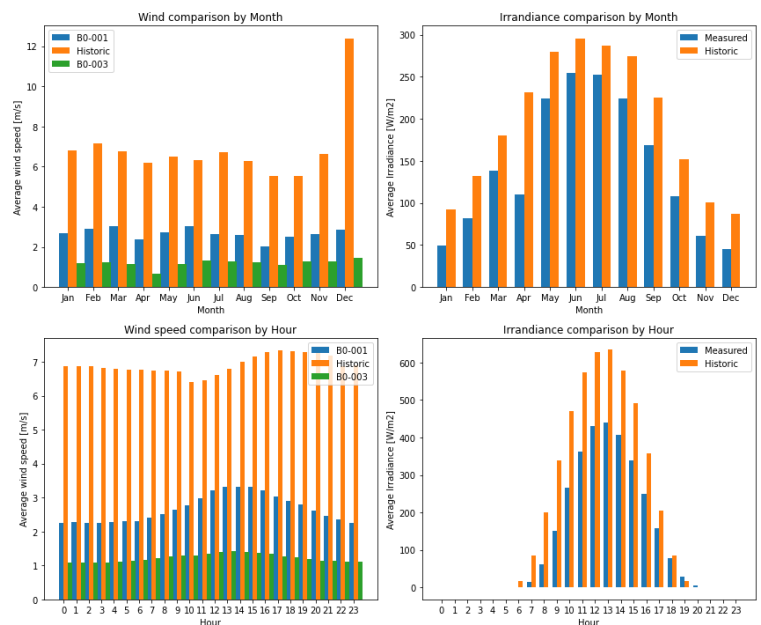 Wind comparison by Month
B0-001
Historic
B0-003
Average wind speed [m/s]
12
10
8
6
4
2
0
Jan Feb Mar Apr May Jun Jul Aug Sep Oct Nov Dec
Month
Irrandiance comparison by Month
Measured
Historic
Average Irradiance [W/m2]
300
250
200
150
100
50
0
Jan Feb Mar Apr May Jun Jul Aug Sep Oct Nov Dec
Month
Wind speed comparison by Hour
B0-001
Historic
B0-003
Average wind speed [m/s]
7
6
5
4
3
2
1
0
0 1 2 3 4 5 6 7 8 9 10 11 12 13 14 15 16 17 18 19 20 21 22 23
Hour
Irrandiance comparison by Hour
Measured
Historic
Average Irradiance [W/m2]
600
500
400
300
200
100
0
0 1 2 3 4 5 6 7 8 9 10 11 12 13 14 15 16 17 18 19 20 21 22 23
Hour